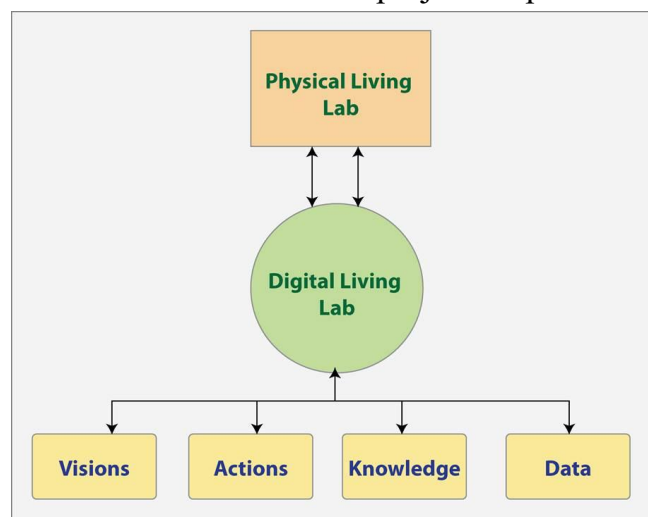 Physical Living
Lab
Digital Living
Lab
Visions
Actions
Knowledge
Data